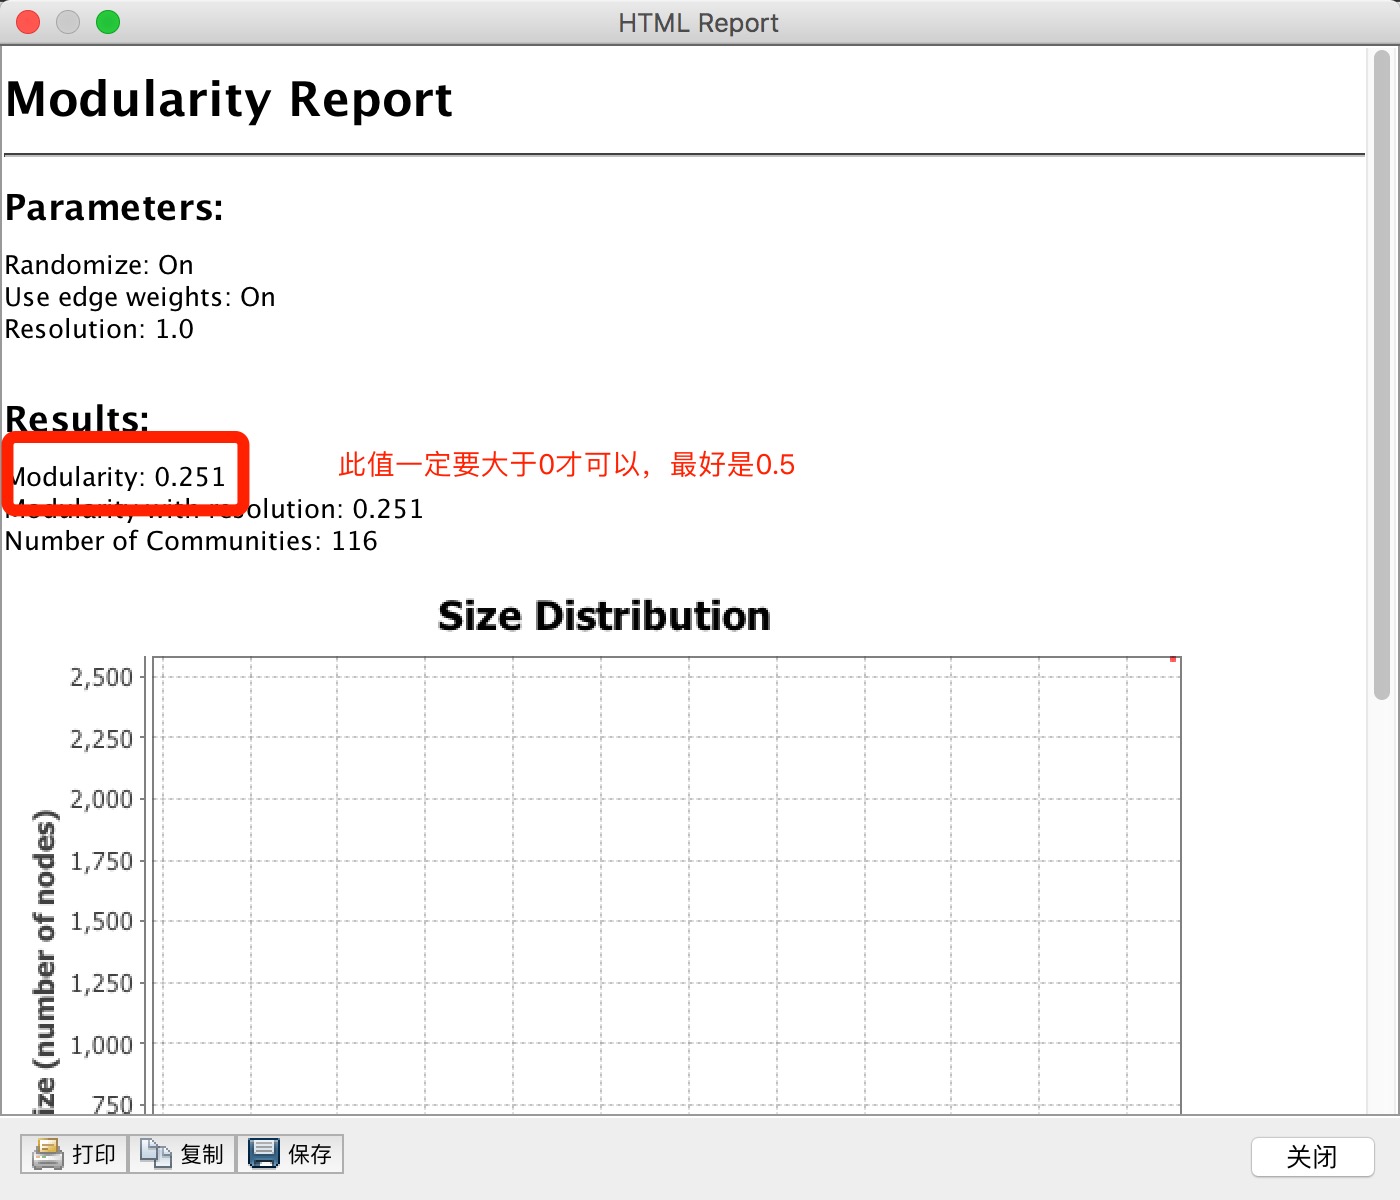 HTML Report
Modularity Report
Parameters:
Randomize: On
Use edge weights: On
Resolution: 1.0
Results:
Modularity: 0.251
此值一定要大于0才可以，最好是0.5
Modularity with resolution: 0.251
Number of Communities: 116
Size Distribution
2,500
2,250
2,000
1,750
1,500
1,250
1,000
750
ize (number of nodes)
打印
复制
保存
关闭